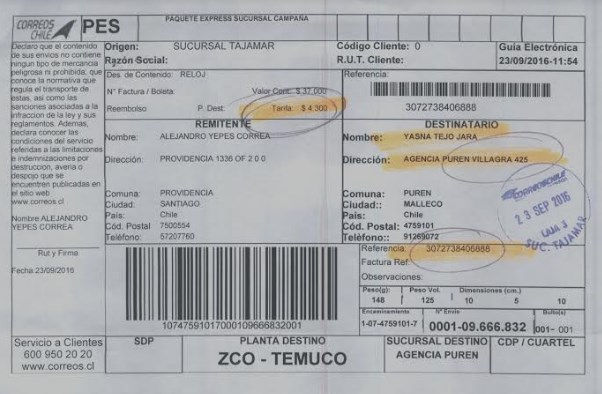 CORREOS CHILE
PES
PAQUETE EXPRESS SUCURSAL CAMPAÑA
Declaro que el contenido
de sus envios no contiene
ningun tipo de mercancia
peligrosa ni prohibida, que
conoce la normativa que
regula el transporte de
estas, así como las
sanciones asociadas a la
infraccion de la ley y sus
reglamentos. Ademas,
declara conocer las
condiciones del servicio
referidas a las limitaciones
e indemnizaciones por
destruccion, averia o
despojo que se
encuentren publicadas en
el sitio web
www.correos.cl
Nombre ALEJANDRO
YEPES CORREA
Rut y Firma
Fecha 23/09/2016
Origen: SUCURSAL TAJAMAR
Razón Social:
Código Cliente: 0
R.U.T. Cliente:
Guía Electrónica
23/09/2016-11:54
Des. de Contenido: RELOJ
N° Factura / Boleta: Valor Cont: $ 37,000
Reembolso P. Dest: Tarifa: $ 4,300
Referencia:
3072738406888
REMITENTE
Nombre: ALEJANDRO YEPES CORREA
Dirección: PROVIDENCIA 1336 OF 2 0 0
Comuna: PROVIDENCIA
Ciudad: SANTIAGO
País: Chile
Cód. Postal 7500554
Teléfono: 57207760
DESTINATARIO
Nombre: YASNA TEJO JARA
Dirección: AGENCIA PUREN VILLAGRA 425
Comuna: PUREN
Ciudad:: MALLECO
País: Chile
Cód. Postal: 4759101
Teléfono:: 91269072
CORREOSCHILE
23 SEP 2016
CAJA 3
SUC. TAJAMAR
Referencia: 3072738406888
Factura Ref:
Observaciones:
107475910170001096668 32001
Peso(g): Peso Vol. Dimensiones (cm.)
148 125 10 5 10
Encaminamiento N° Envío Bulto(s)
1-07-4759101-7 0001-09.666.832 001- 001
Servicio a Clientes
600 950 20 20
www.correos.cl
SDP
PLANTA DESTINO
ZCO - TEMUCO
SUCURSAL DESTINO
AGENCIA PUREN
CDP / CUARTEL